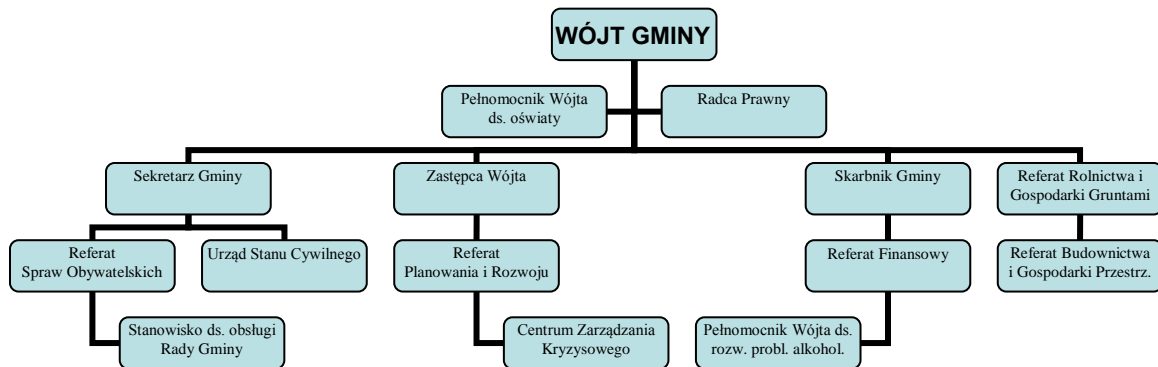 WÓJT GMINY
Pełnomocnik Wójta
ds. oświaty
Radca Prawny
Sekretarz Gminy
Zastępca Wójta
Skarbnik Gminy
Referat Rolnictwa i
Gospodarki Gruntami
Referat
Spraw Obywatelskich
Urząd Stanu Cywilnego
Referat
Planowania i Rozwoju
Referat Finansowy
Referat Budownictwa
i Gospodarki Przestrz.
Stanowisko ds. obsługi
Rady Gminy
Centrum Zarządzania
Kryzysowego
Pełnomocnik Wójta ds.
rozw. probl. alkohol.